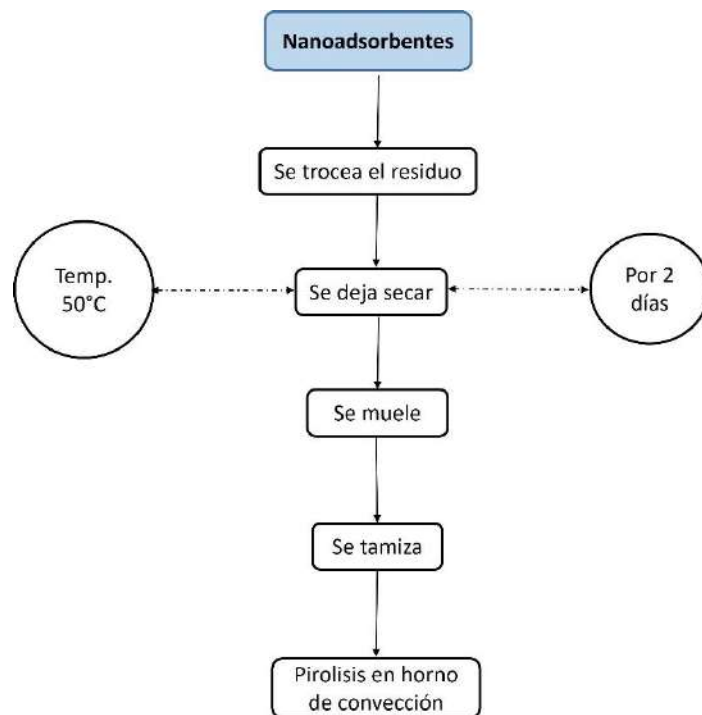 Nanoadsorbentes
Se trocea el residuo
Temp.
50°C
Se deja secar
Por 2
días
Se muele
Se tamiza
Pirolisis en horno
de convección